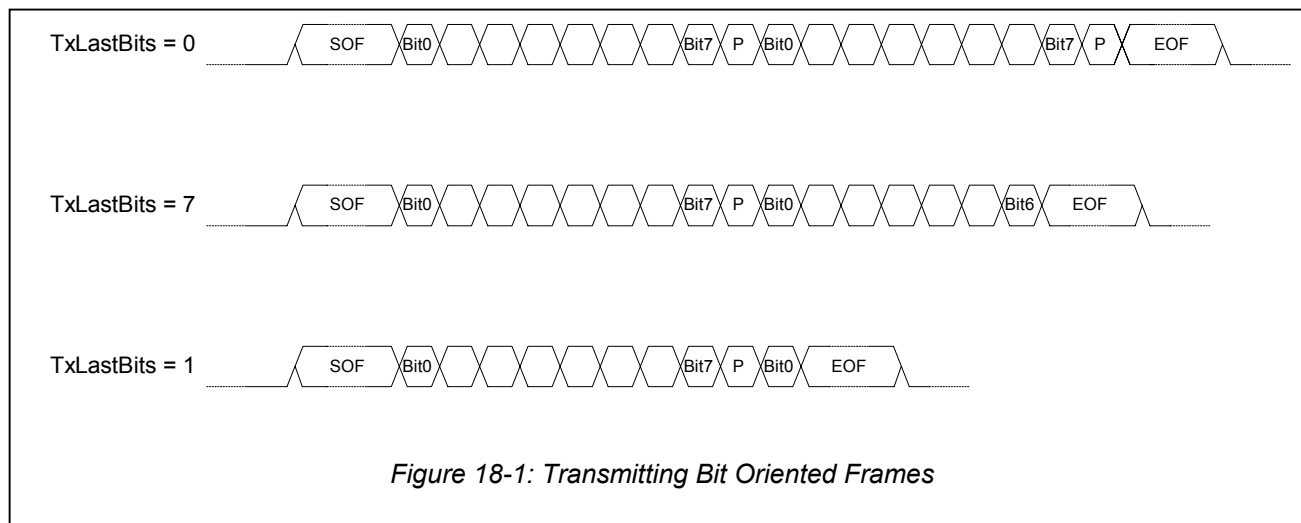 TxLastBits = 0 SOF Bit0 Bit7 P Bit0 Bit7 P EOF
TxLastBits = 7 SOF Bit0 Bit7 P Bit0 Bit6 EOF
TxLastBits = 1 SOF Bit0 Bit7 P Bit0 EOF
Figure 18-1: Transmitting Bit Oriented Frames